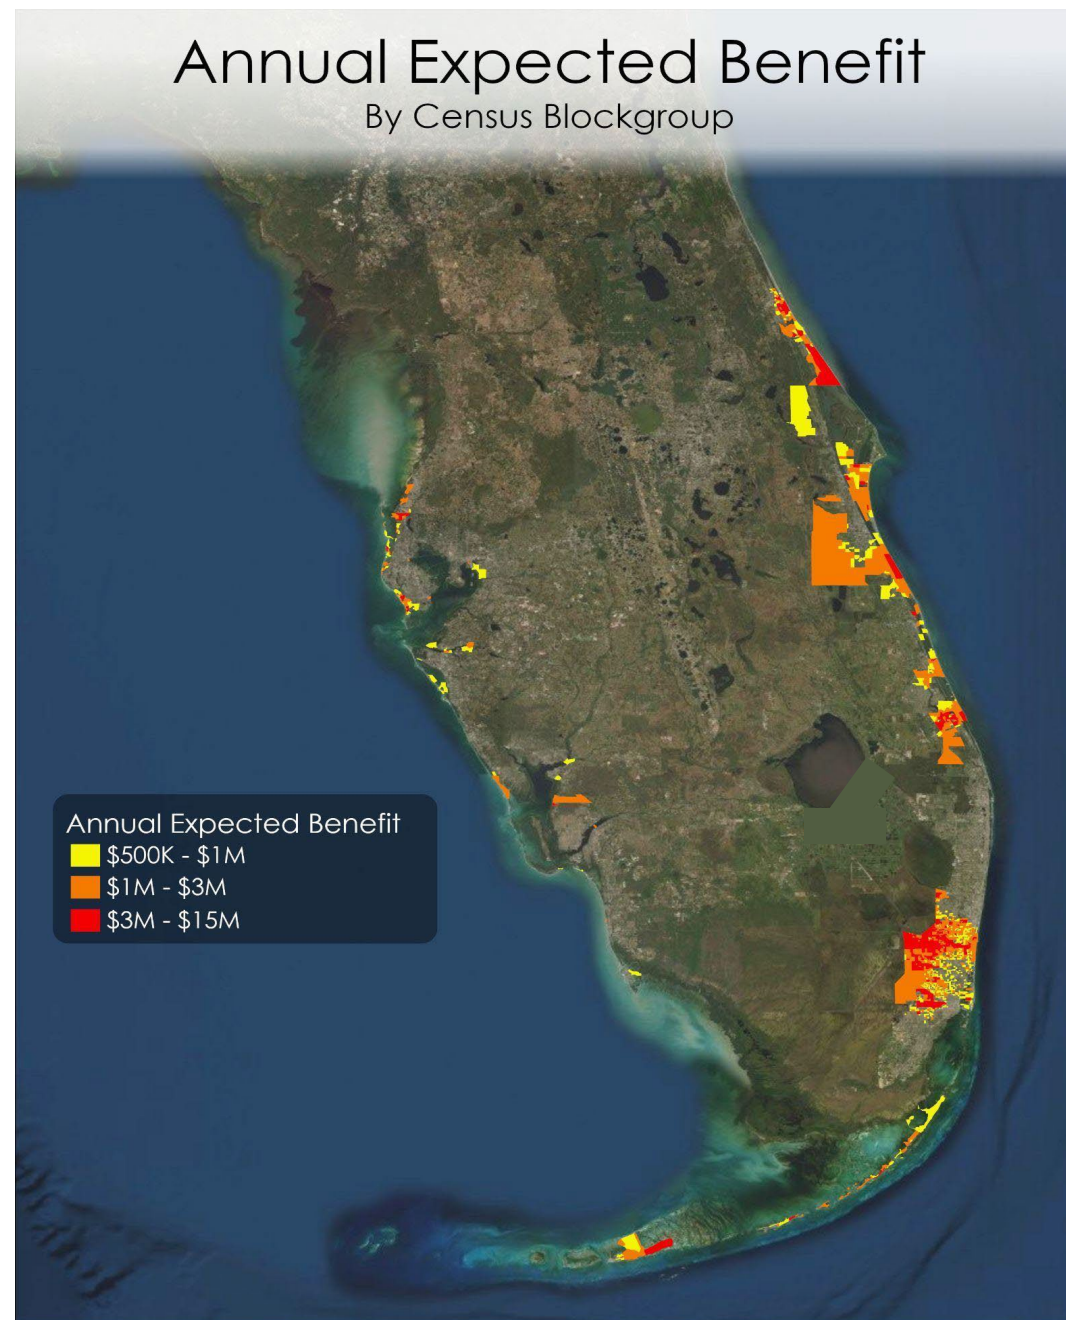 Annual Expected Benefit
By Census Blockgroup
Annual Expected Benefit
$500K - $1M
$1M - $3M
$3M - $15M